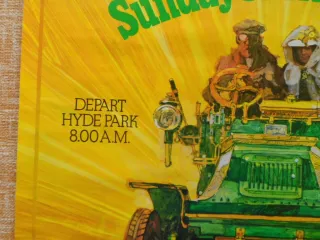 Sunday
DEPART
HYDE PARK
8.00 A.M.